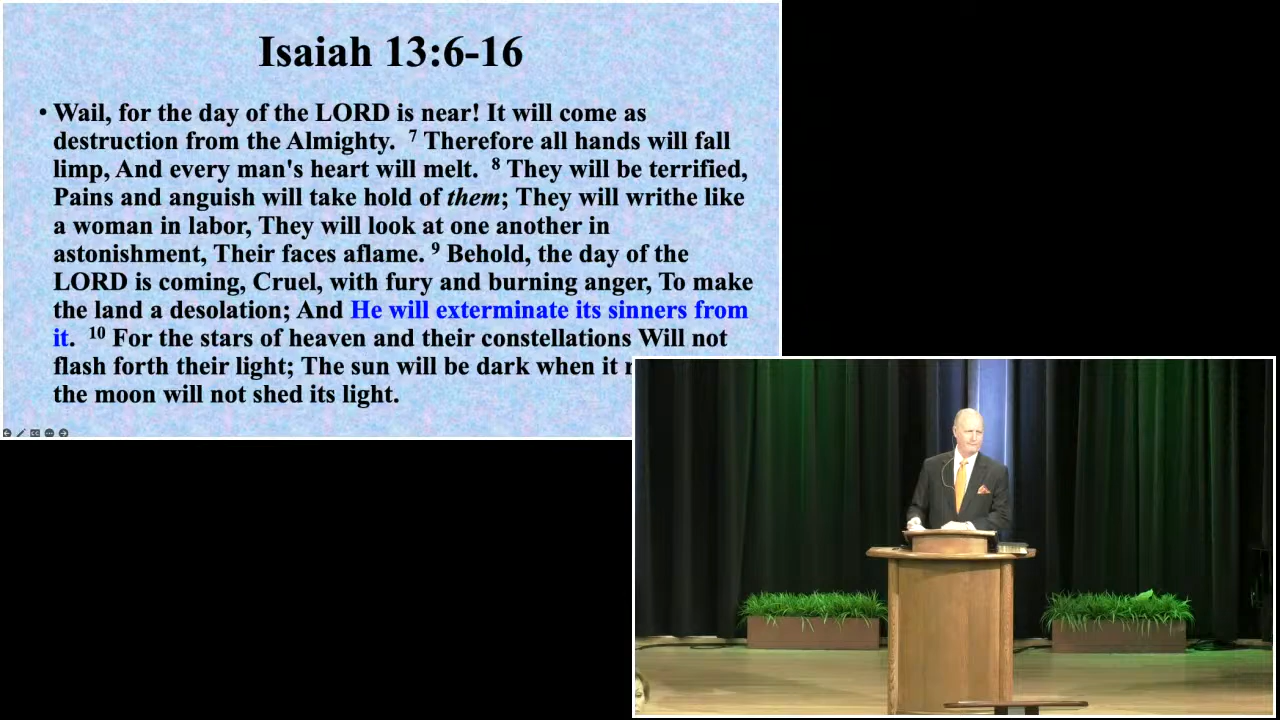 Isaiah 13:6-16
• Wail, for the day of the LORD is near! It will come as
destruction from the Almighty. 7 Therefore all hands will fall
limp, And every man's heart will melt. 8 They will be terrified,
Pains and anguish will take hold of them; They will writhe like
a woman in labor, They will look at one another in
astonishment, Their faces aflame. 9 Behold, the day of the
LORD is coming, Cruel, with fury and burning anger, To make
the land a desolation; And He will exterminate its sinners from
it. 10 For the stars of heaven and their constellations Will not
flash forth their light; The sun will be dark when it
the moon will not shed its light.